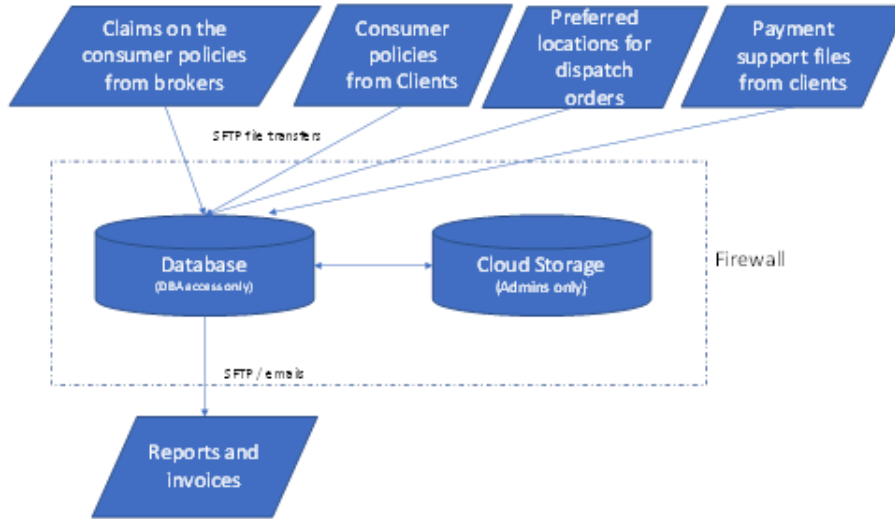 Claims on the
consumer policies
from brokers
Consumer
policies
from Clients
Preferred
locations for
dispatch
orders
Payment
support files
from clients
SFTP file transfers
Database
(DBA access only)
Cloud Storage
(Admins only)
Firewall
SFTP / emails
Reports and
invoices